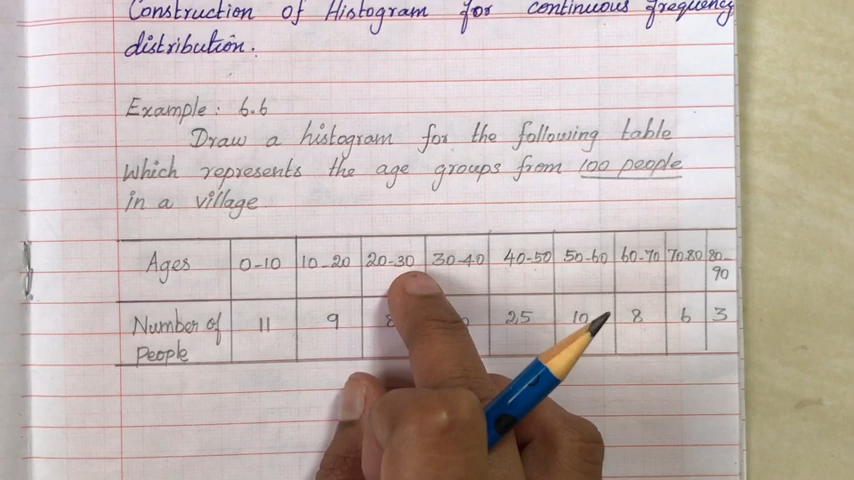 Construction of Histogram for continuous frequency
distribution.
Example: 6.6
Draw a histogram for the following table
which represents the age groups from 100 people
in a village
Ages 0-10 10-20 20-30 30-40 40-50 50-60 60-70 70-80 80-90
Number of People 11 9 8 25 10 8 6 3